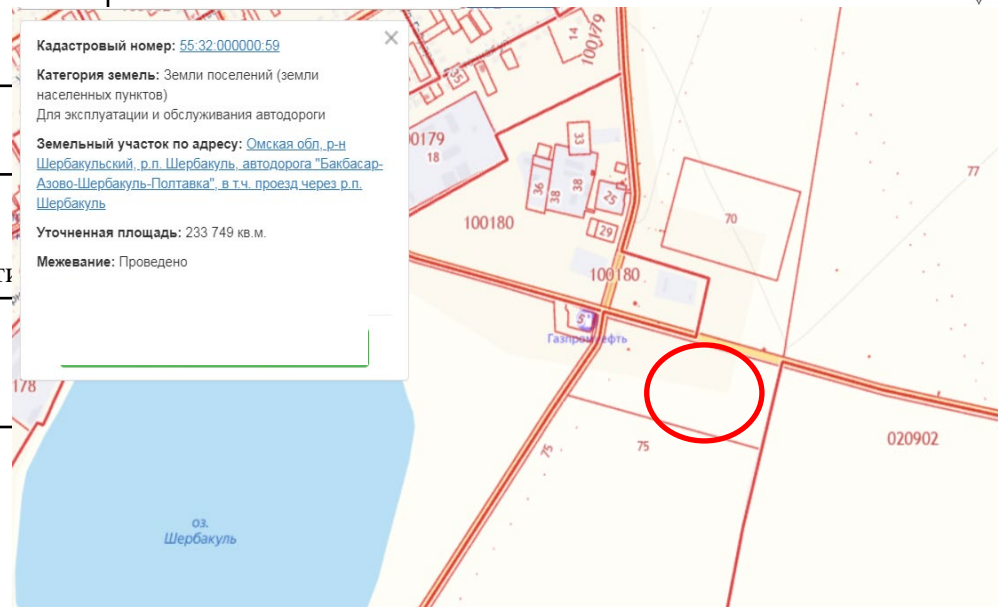 Кадастровый номер: 55:32:000000:59
Категория земель: Земли поселений (земли
населенных пунктов)
Для эксплуатации и обслуживания автодороги
Земельный участок по адресу: Омская обл, р-н
Шербакульский, р.п. Шербакуль, автодорога "Бакбасар-
Азово-Шербакуль-Полтавка", в т.ч. проезд через р.п.
Шербакуль
Уточненная площадь: 233 749 кв.м.
Межевание: Проведено
14
100179
35
00179
18
33
36
38
38
25
29
100180
70
77
100180
5
Газпромнефть
178
75
75
020902
оз.
Шербакуль